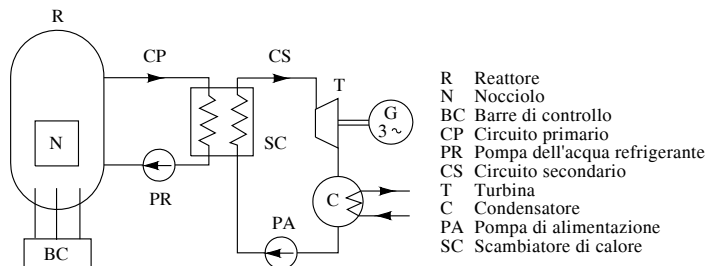 R
CP
CS
T
G
3 ~
N
SC
PR
C
PA
BC
R Reattore
N Nocciolo
BC Barre di controllo
CP Circuito primario
PR Pompa dell'acqua refrigerante
CS Circuito secondario
T Turbina
C Condensatore
PA Pompa di alimentazione
SC Scambiatore di calore